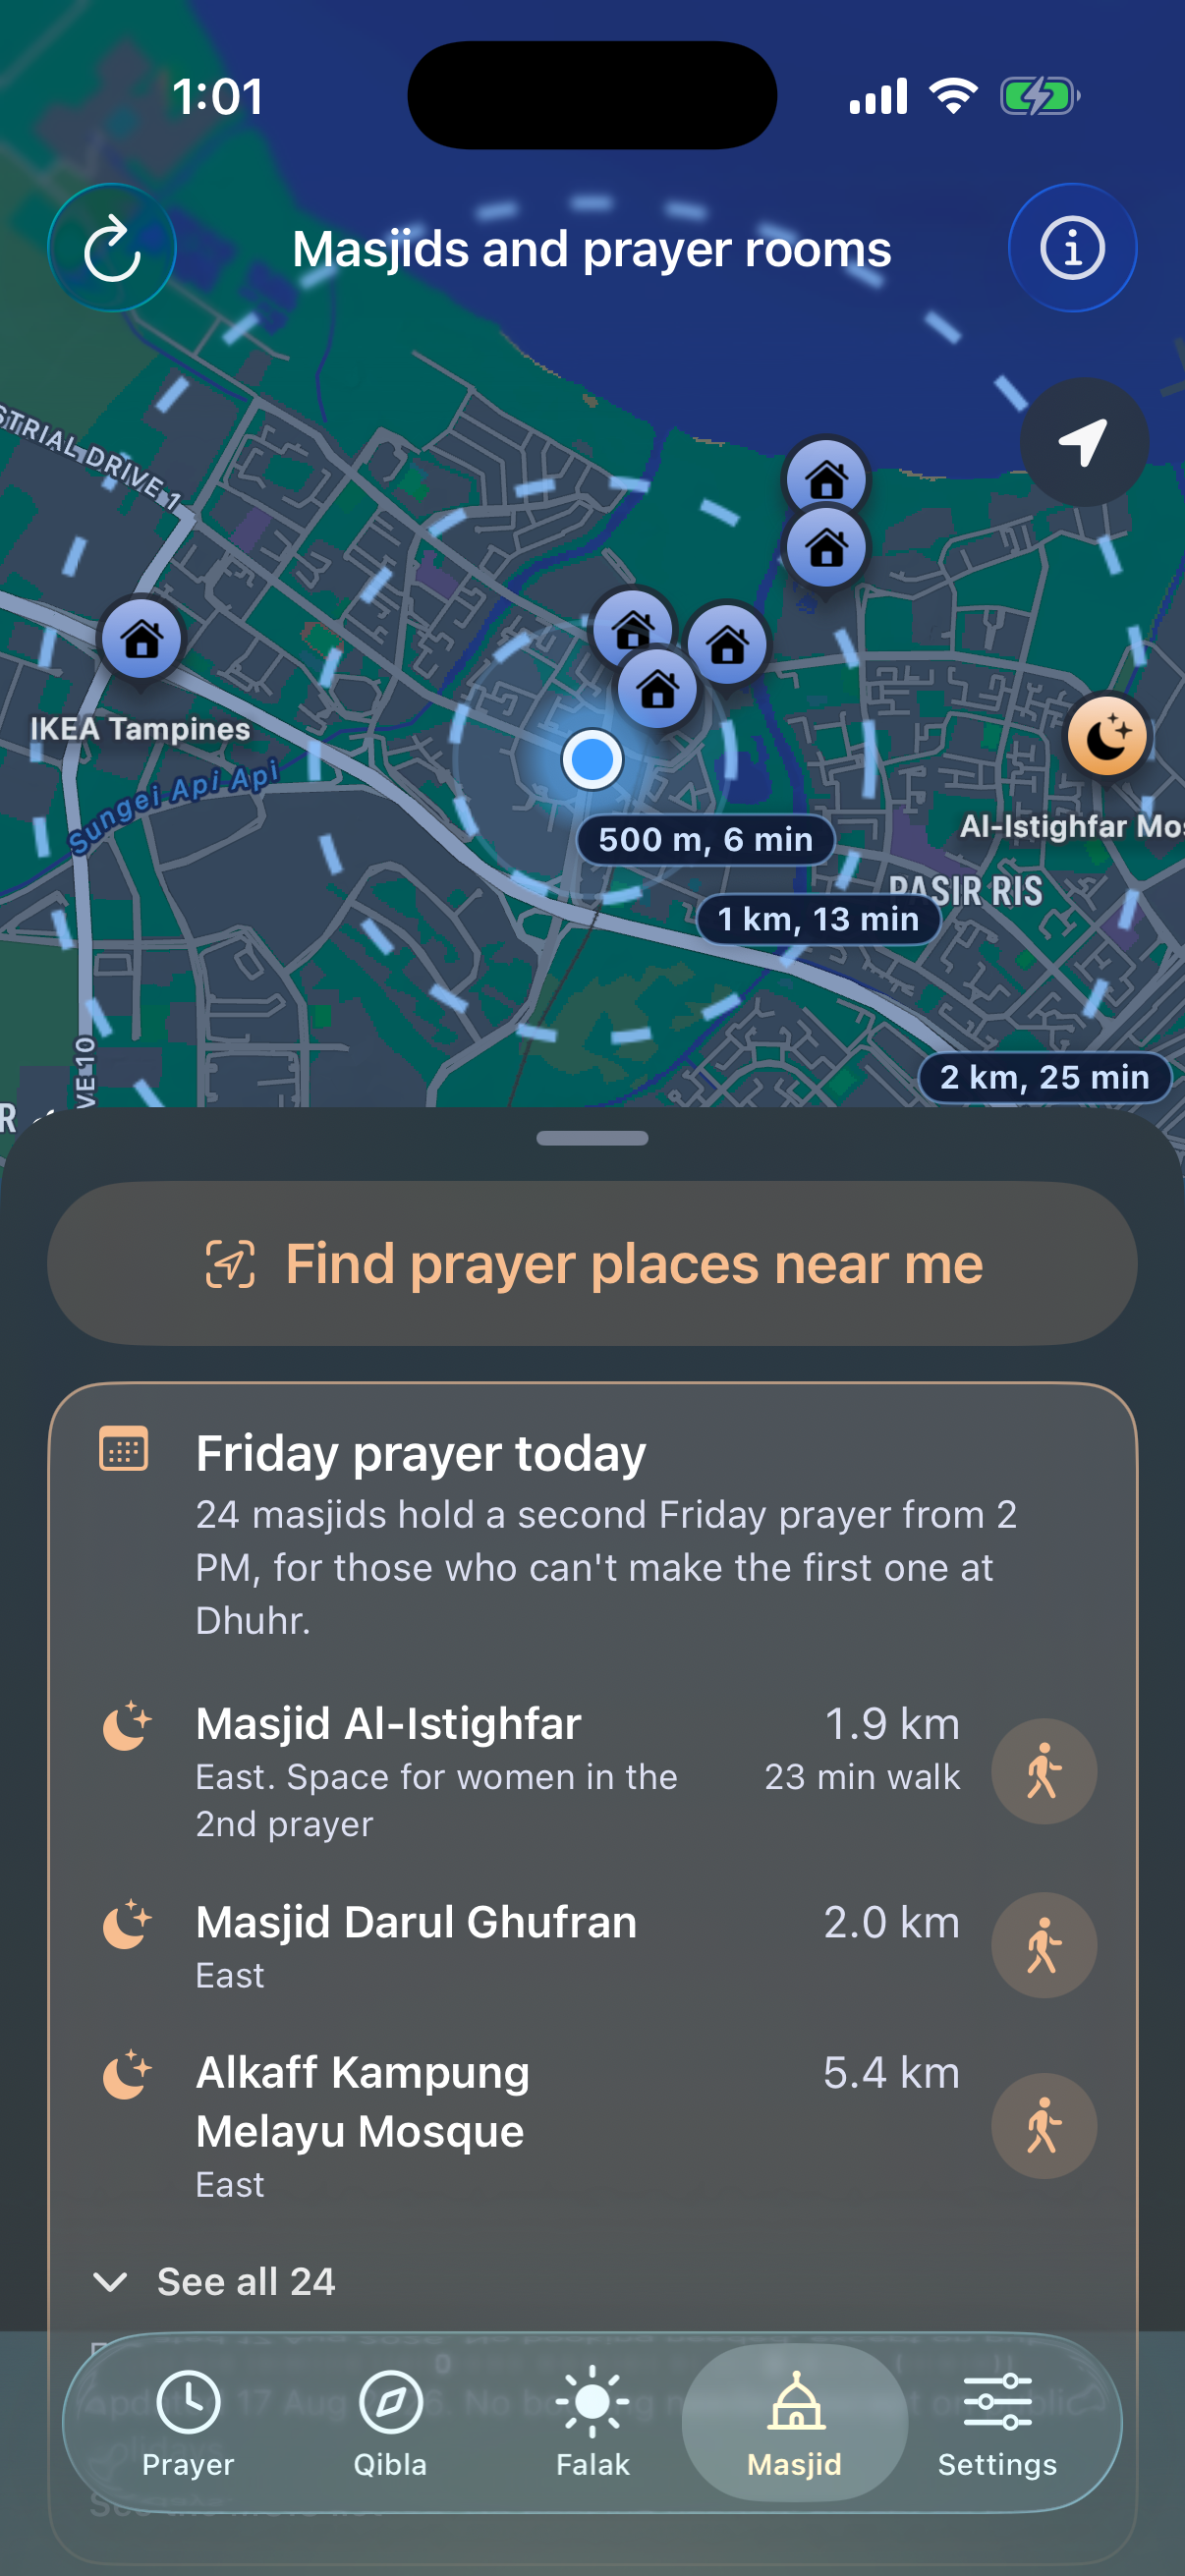 1:01
Masjids and prayer rooms
STRIAL DRIVE 1
IKEA Tampines
Sungei Api Api
Al-Istighfar Mos
500 m, 6 min
PASIR RIS
1 km, 13 min
VE 10
2 km, 25 min
R
Find prayer places near me
Friday prayer today
24 masjids hold a second Friday prayer from 2
PM, for those who can't make the first one at
Dhuhr.
Masjid Al-Istighfar
1.9 km
East. Space for women in the
23 min walk
2nd prayer
Masjid Darul Ghufran
2.0 km
East
Alkaff Kampung
5.4 km
Melayu Mosque
East
See all 24
17 Aug
Prayer
Qibla
Falak
Masjid
Settings